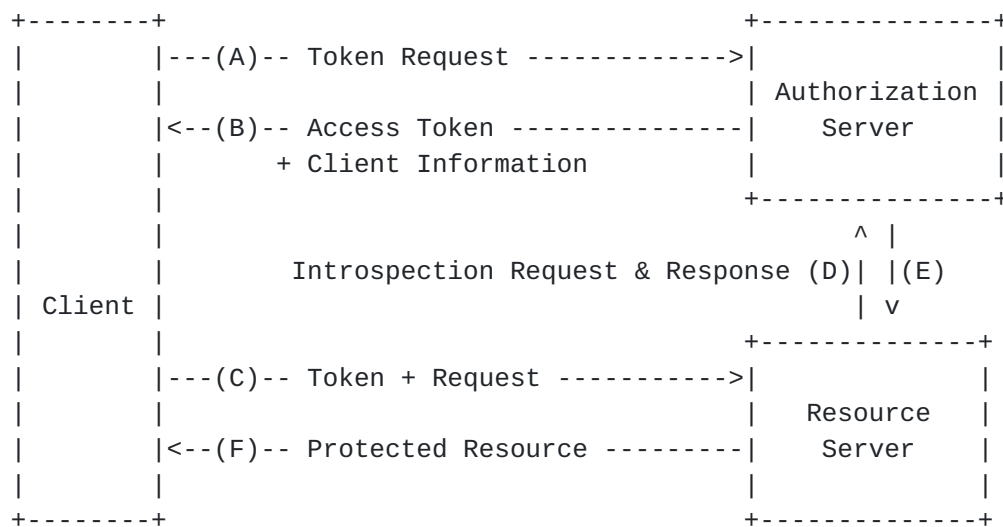 (A) Token Request
Authorization
(B) Access Token Server
+ Client Information
Introspection Request & Response (D) (E)
Client
(C) Token + Request
Resource
(F) Protected Resource Server